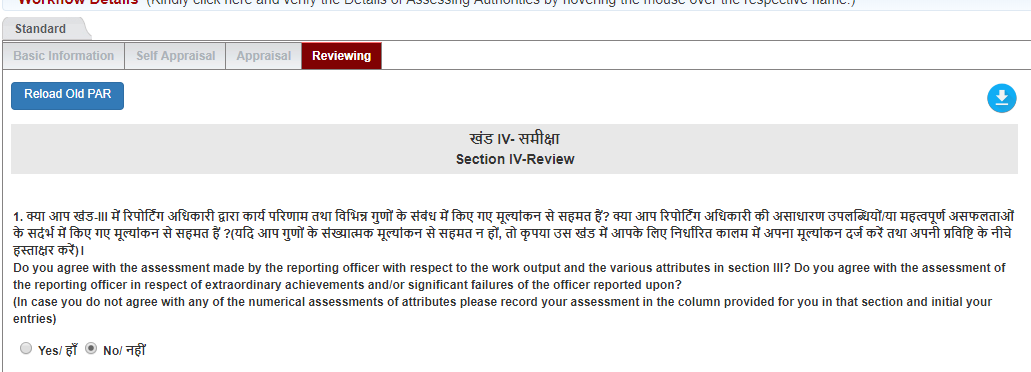 Workflow Details (Kindly click here and verify the Details of Assessing Authorities by hovering the mouse over the respective name.)
Standard
Basic Information Self Appraisal Appraisal Reviewing
Reload Old PAR
खंड IV- समीक्षा
Section IV-Review
1. क्या आप खंड-III में रिपोर्टिंग अधिकारी द्वारा कार्य परिणाम तथा विभिन्न गुणों के संबंध में किए गए मूल्यांकन से सहमत हैं? क्या आप रिपोर्टिंग अधिकारी की असाधारण उपलब्धियों/या महत्वपूर्ण असफलताओं
के सदंर्भ में किए गए मूल्यांकन से सहमत हैं ?(यदि आप गुणों के संख्यात्मक मूल्यांकन से सहमत न हों, तो कृपया उस खंड में आपके लिए निर्धारित कालम में अपना मूल्यांकन दर्ज करें तथा अपनी प्रविष्टि के नीचे
हस्ताक्षर करें)।
Do you agree with the assessment made by the reporting officer with respect to the work output and the various attributes in section III? Do you agree with the assessment of
the reporting officer in respect of extraordinary achievements and/or significant failures of the officer reported upon?
(In case you do not agree with any of the numerical assessments of attributes please record your assessment in the column provided for you in that section and initial your
entries)
Yes/ हाँ No/ नहीं